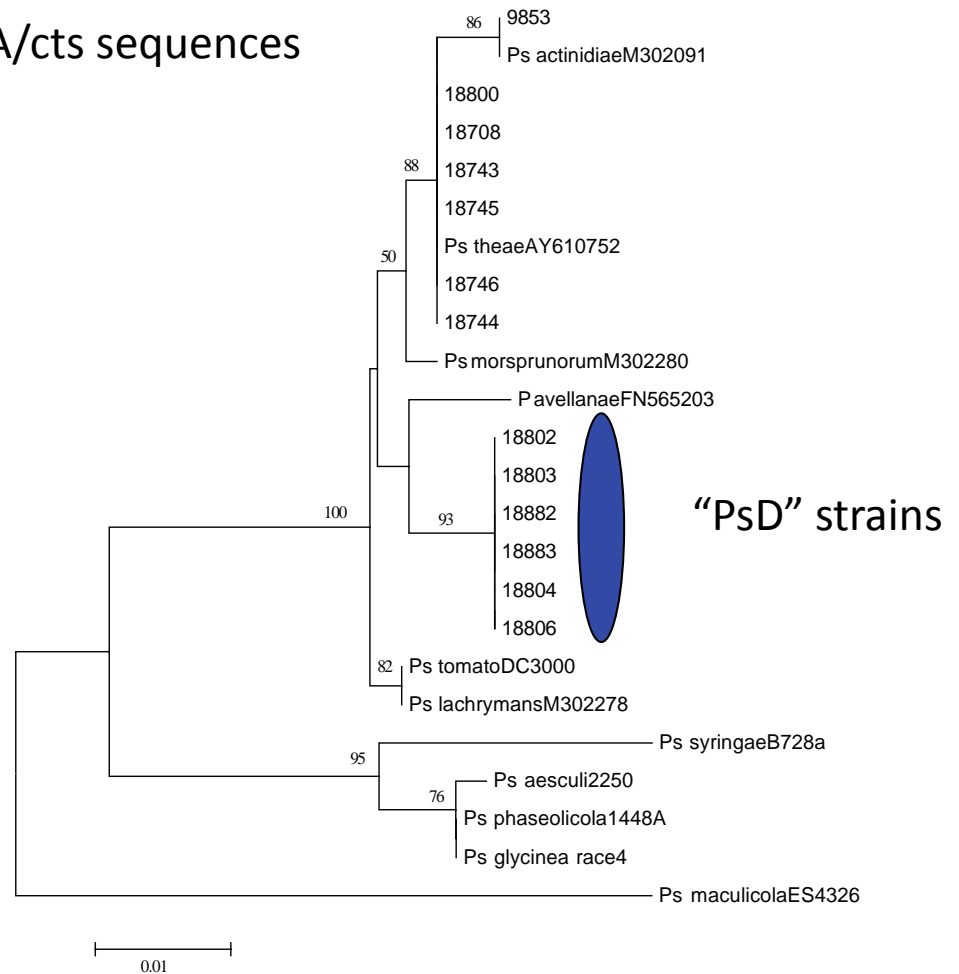 A/cts sequences
86
9853
Ps actinidiaeM302091
18800
18708
88
18743
18745
Ps theaeAY610752
50
18746
18744
Ps morsprunorumM302280
P avellanaeFN565203
18802
18803
100
93
18882
"PsD" strains
18883
18804
18806
82
Ps tomatoDC3000
Ps lachrymansM302278
Ps syringaeB728a
95
Ps aesculi2250
76
Ps phaseolicola1448A
Ps glycinea race4
Ps maculicolaES4326
0.01